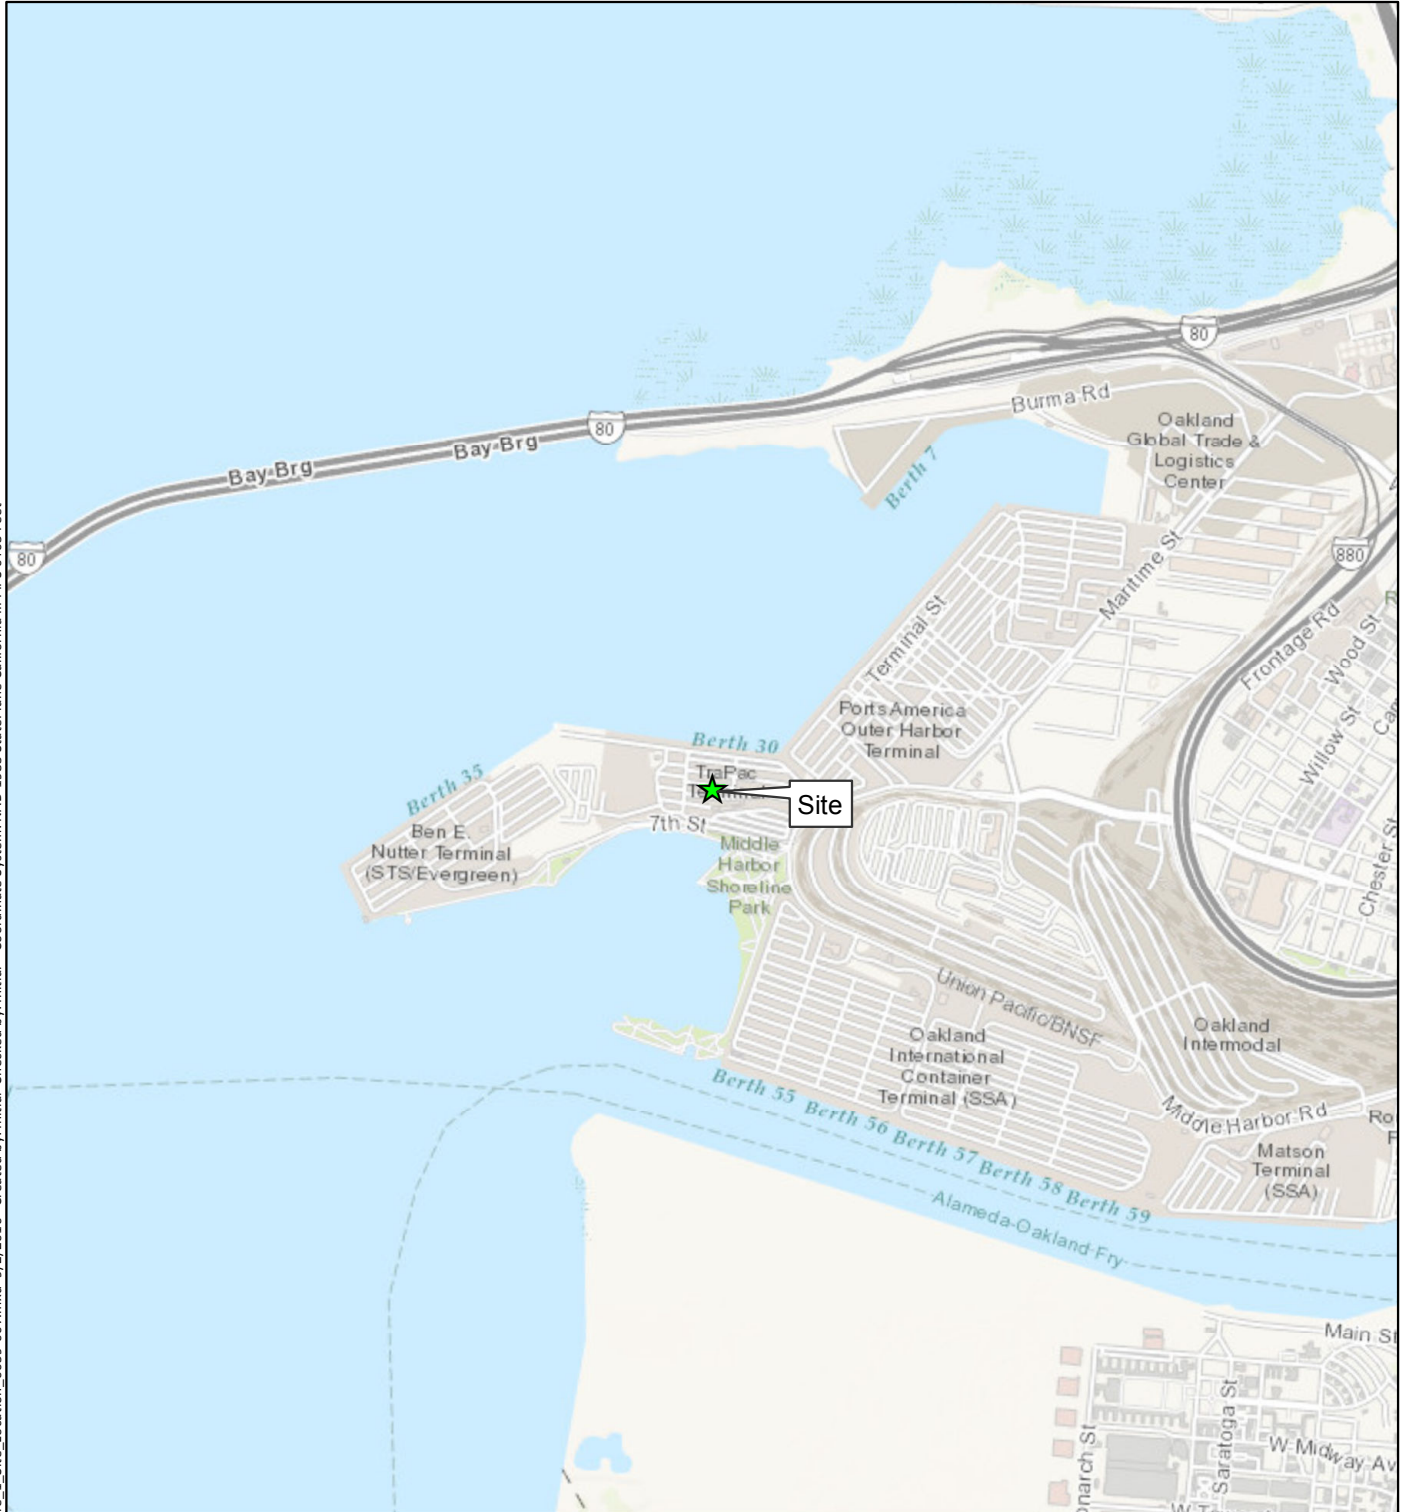 80
Burma Rd
Oakland
Global Trade &
Logistics
Center
80
Bay Brg
Bay Brg
Berth 7
80
880
Maritime St
Terminal St
Frontage Rd
Wood St
Willow St
Chester St
Ports America
Outer Harbor
Terminal
Berth 30
Berth 35
TraPac
Site
7th St
Ben E.
Nutter Terminal
(STS/Evergreen)
Middle
Harbor
Shoreline
Park
Union Pacific/BNSF
Oakland
Intermodal
Oakland
International
Container
Terminal (SSA)
Berth 55
Berth 56
Berth 57
Berth 58
Berth 59
Middle Harbor Rd
Matson
Terminal
(SSA)
Alameda-Oakland Fry
Main St
Saratoga St
W Midway Av
onarch St